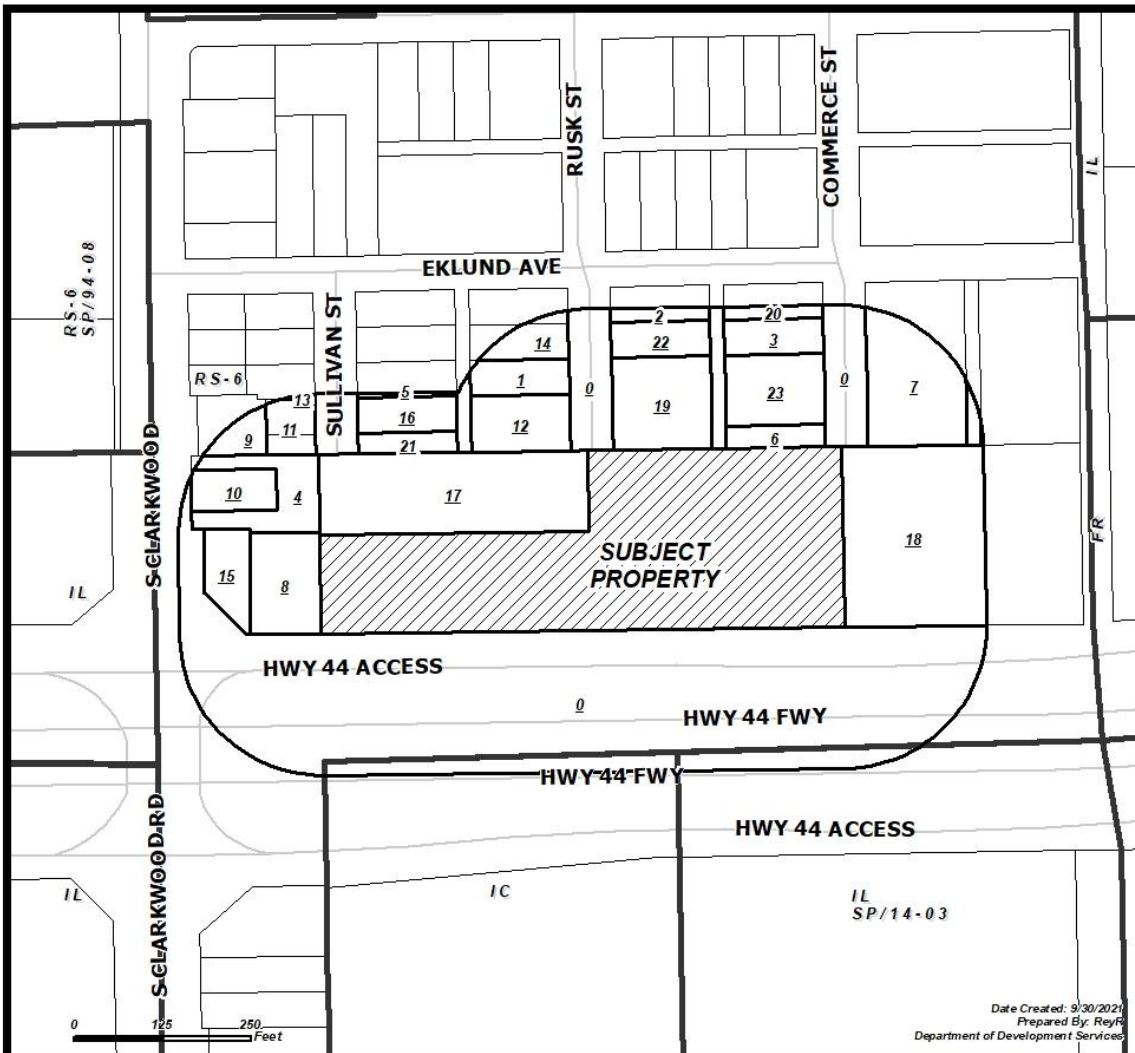 RUSK ST
COMMERCE ST
IL
RS-6
SP/94-08
EKLUND AVE
SULLIVAN ST
2
20
14
22
3
RS-6
1
0
0
7
13
5
23
19
16
12
9
11
21
6
S CLARKWOOD
10
4
17
18
SUBJECT
PROPERTY
FR
15
8
IL
HWY 44 ACCESS
0
HWY 44 FWY
HWY 44 FWY
HWY 44 ACCESS
S CLARKWOOD RD
IL
IC
IL
SP/14-03
0 125 250
Feet
Date Created: 9/30/2021
Prepared By: ReyR
Department of Development Services